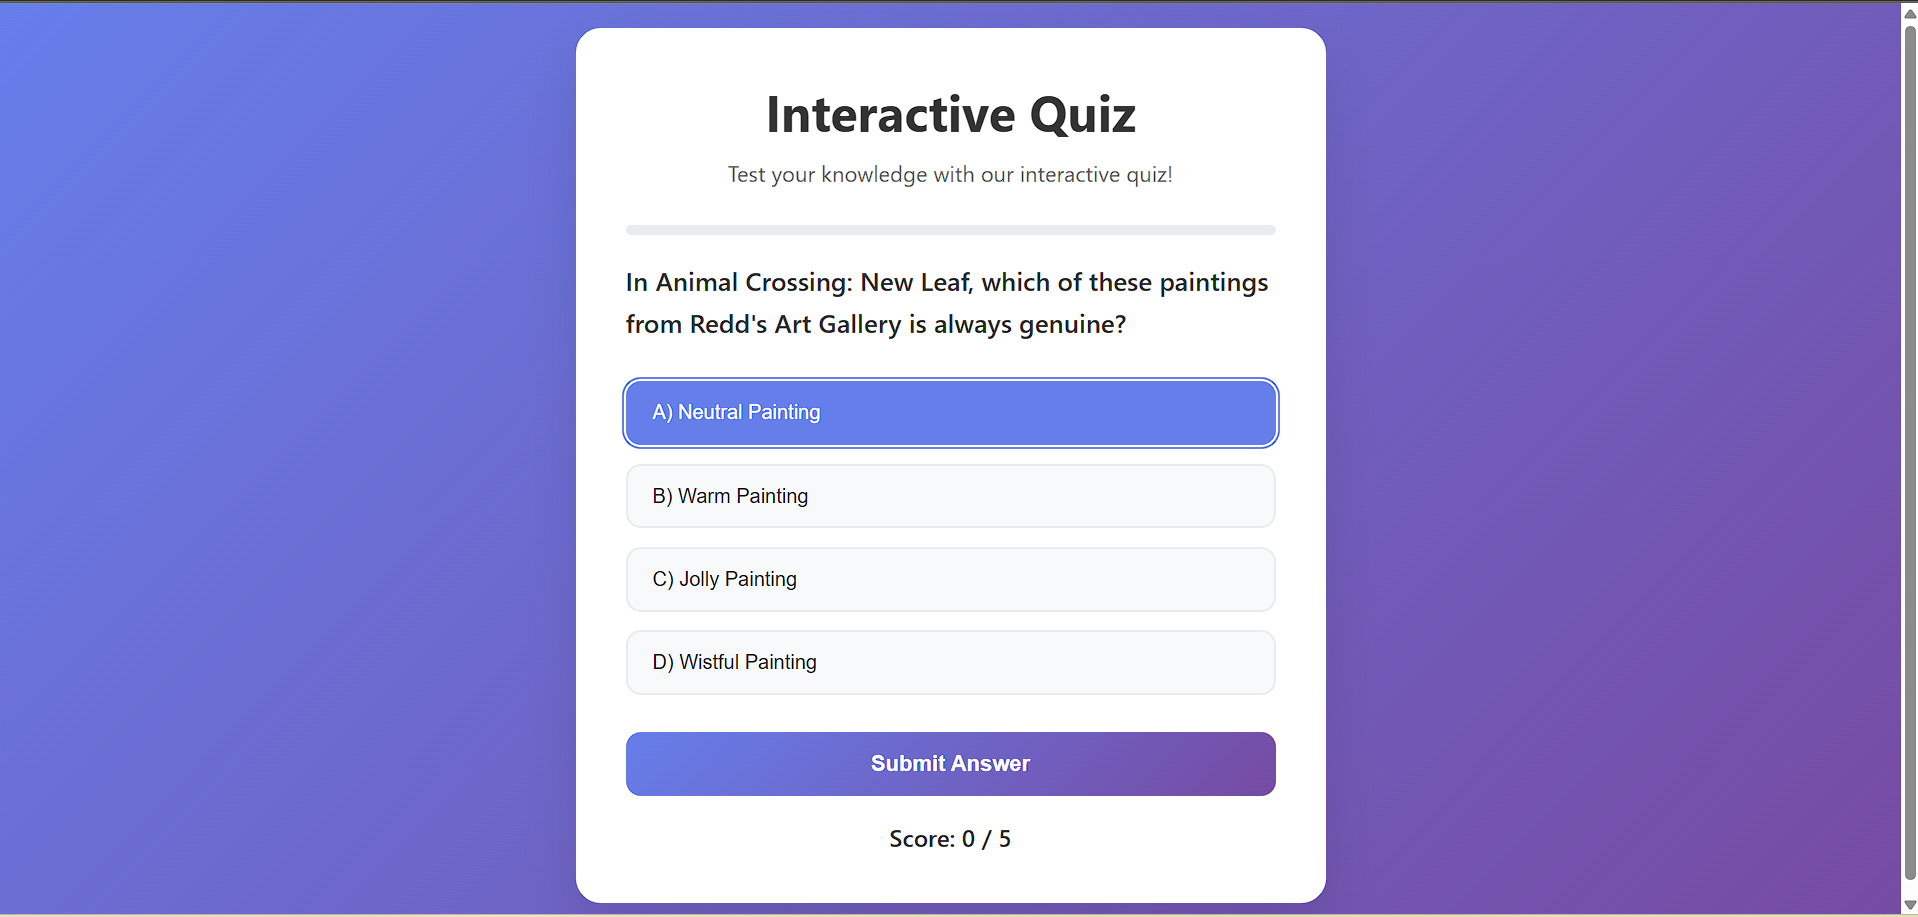 Interactive Quiz
Test your knowledge with our interactive quiz!
In Animal Crossing: New Leaf, which of these paintings
from Redd's Art Gallery is always genuine?
A) Neutral Painting
B) Warm Painting
C) Jolly Painting
D) Wistful Painting
Submit Answer
Score: 0 / 5